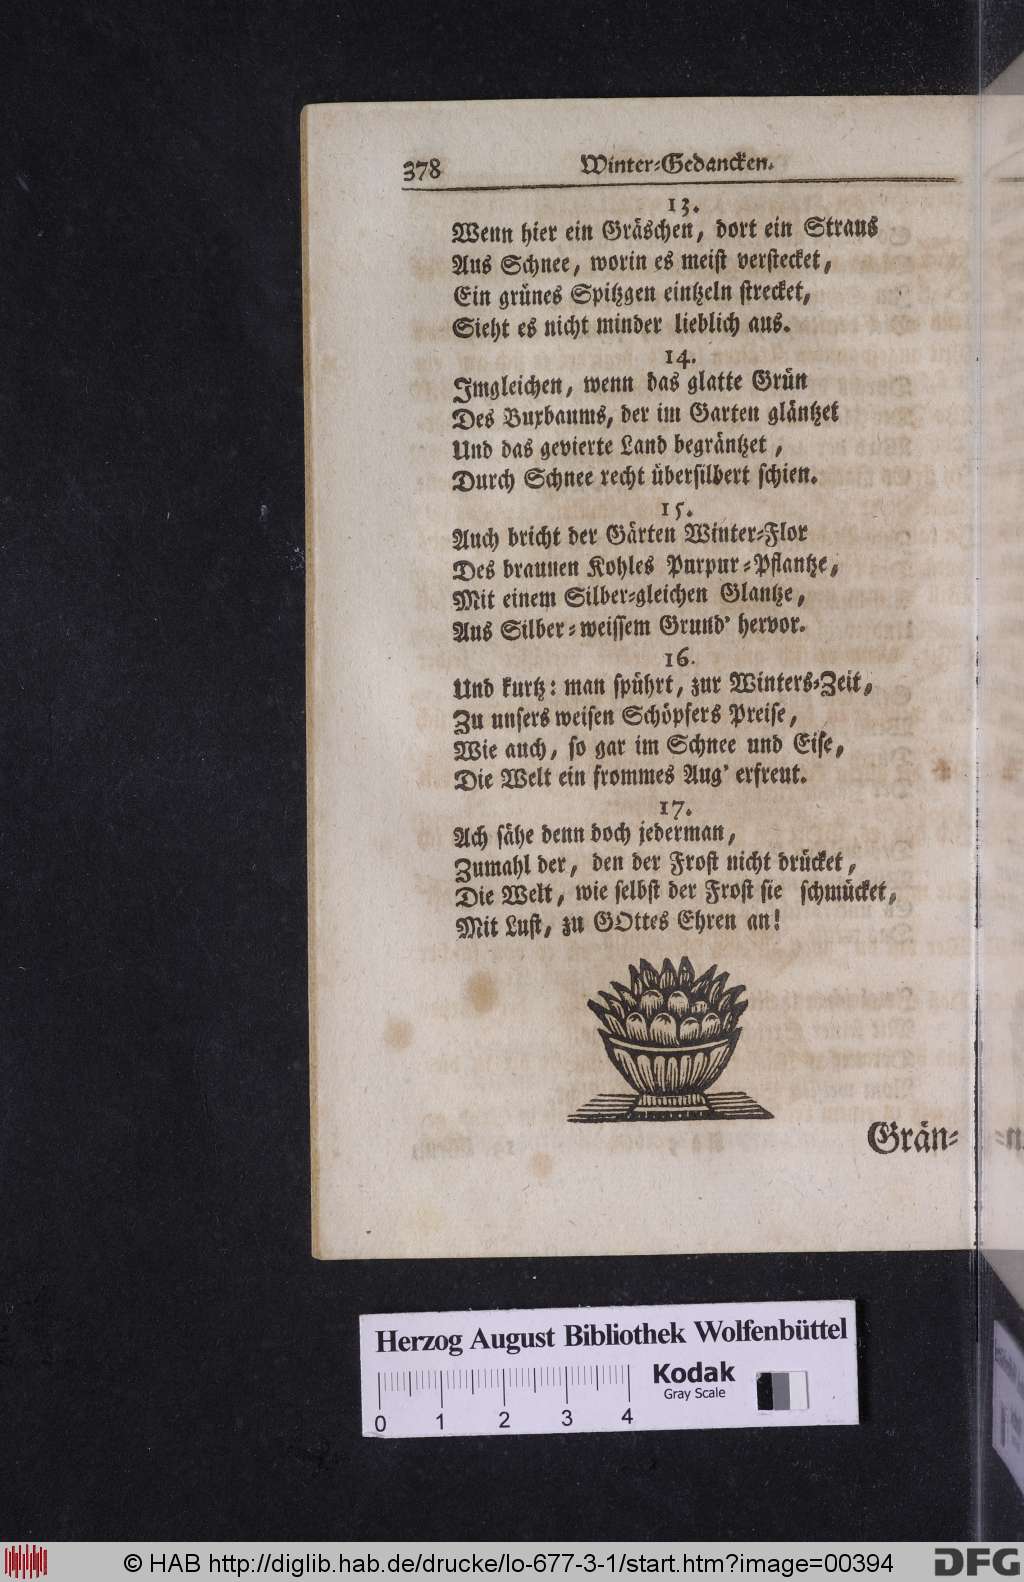 378 Winter-Gedancken.
13.
Wenn hier ein Gräschen, dort ein Straus
Aus Schnee, worin es meist verstecket,
Ein grünes Spitzgen eintzeln strecket,
Sieht es nicht minder lieblich aus.
14.
Imgleichen, wenn das glatte Grün
Des Buxbaums, der im Garten gläntzet
Und das gevierte Land begräntzet,
Durch Schnee recht übersilbert schien.
15.
Auch bricht der Gärten Winter-Flor
Des braunen Kohles Purpur-Pflantze,
Mit einem Silber-gleichen Glantze,
Aus Silber-weissem Grund' hervor.
16.
Und kurtz: man spührt, zur Winters-Zeit,
Zu unsers weisen Schöpfers Preise,
Wie auch, so gar im Schnee und Eise,
Die Welt ein frommes Aug' erfreut.
17.
Ach sähe denn doch jederman,
Zumahl der, den der Frost nicht drücket,
Die Welt, wie selbst der Frost sie schmücket,
Mit Lust, zu GOttes Ehren an!
Grän-
Herzog August Bibliothek Wolfenbüttel
Kodak
Gray Scale
0 1 2 3 4
© HAB http://diglib.hab.de/drucke/lo-677-3-1/start.htm?image=00394
DFG